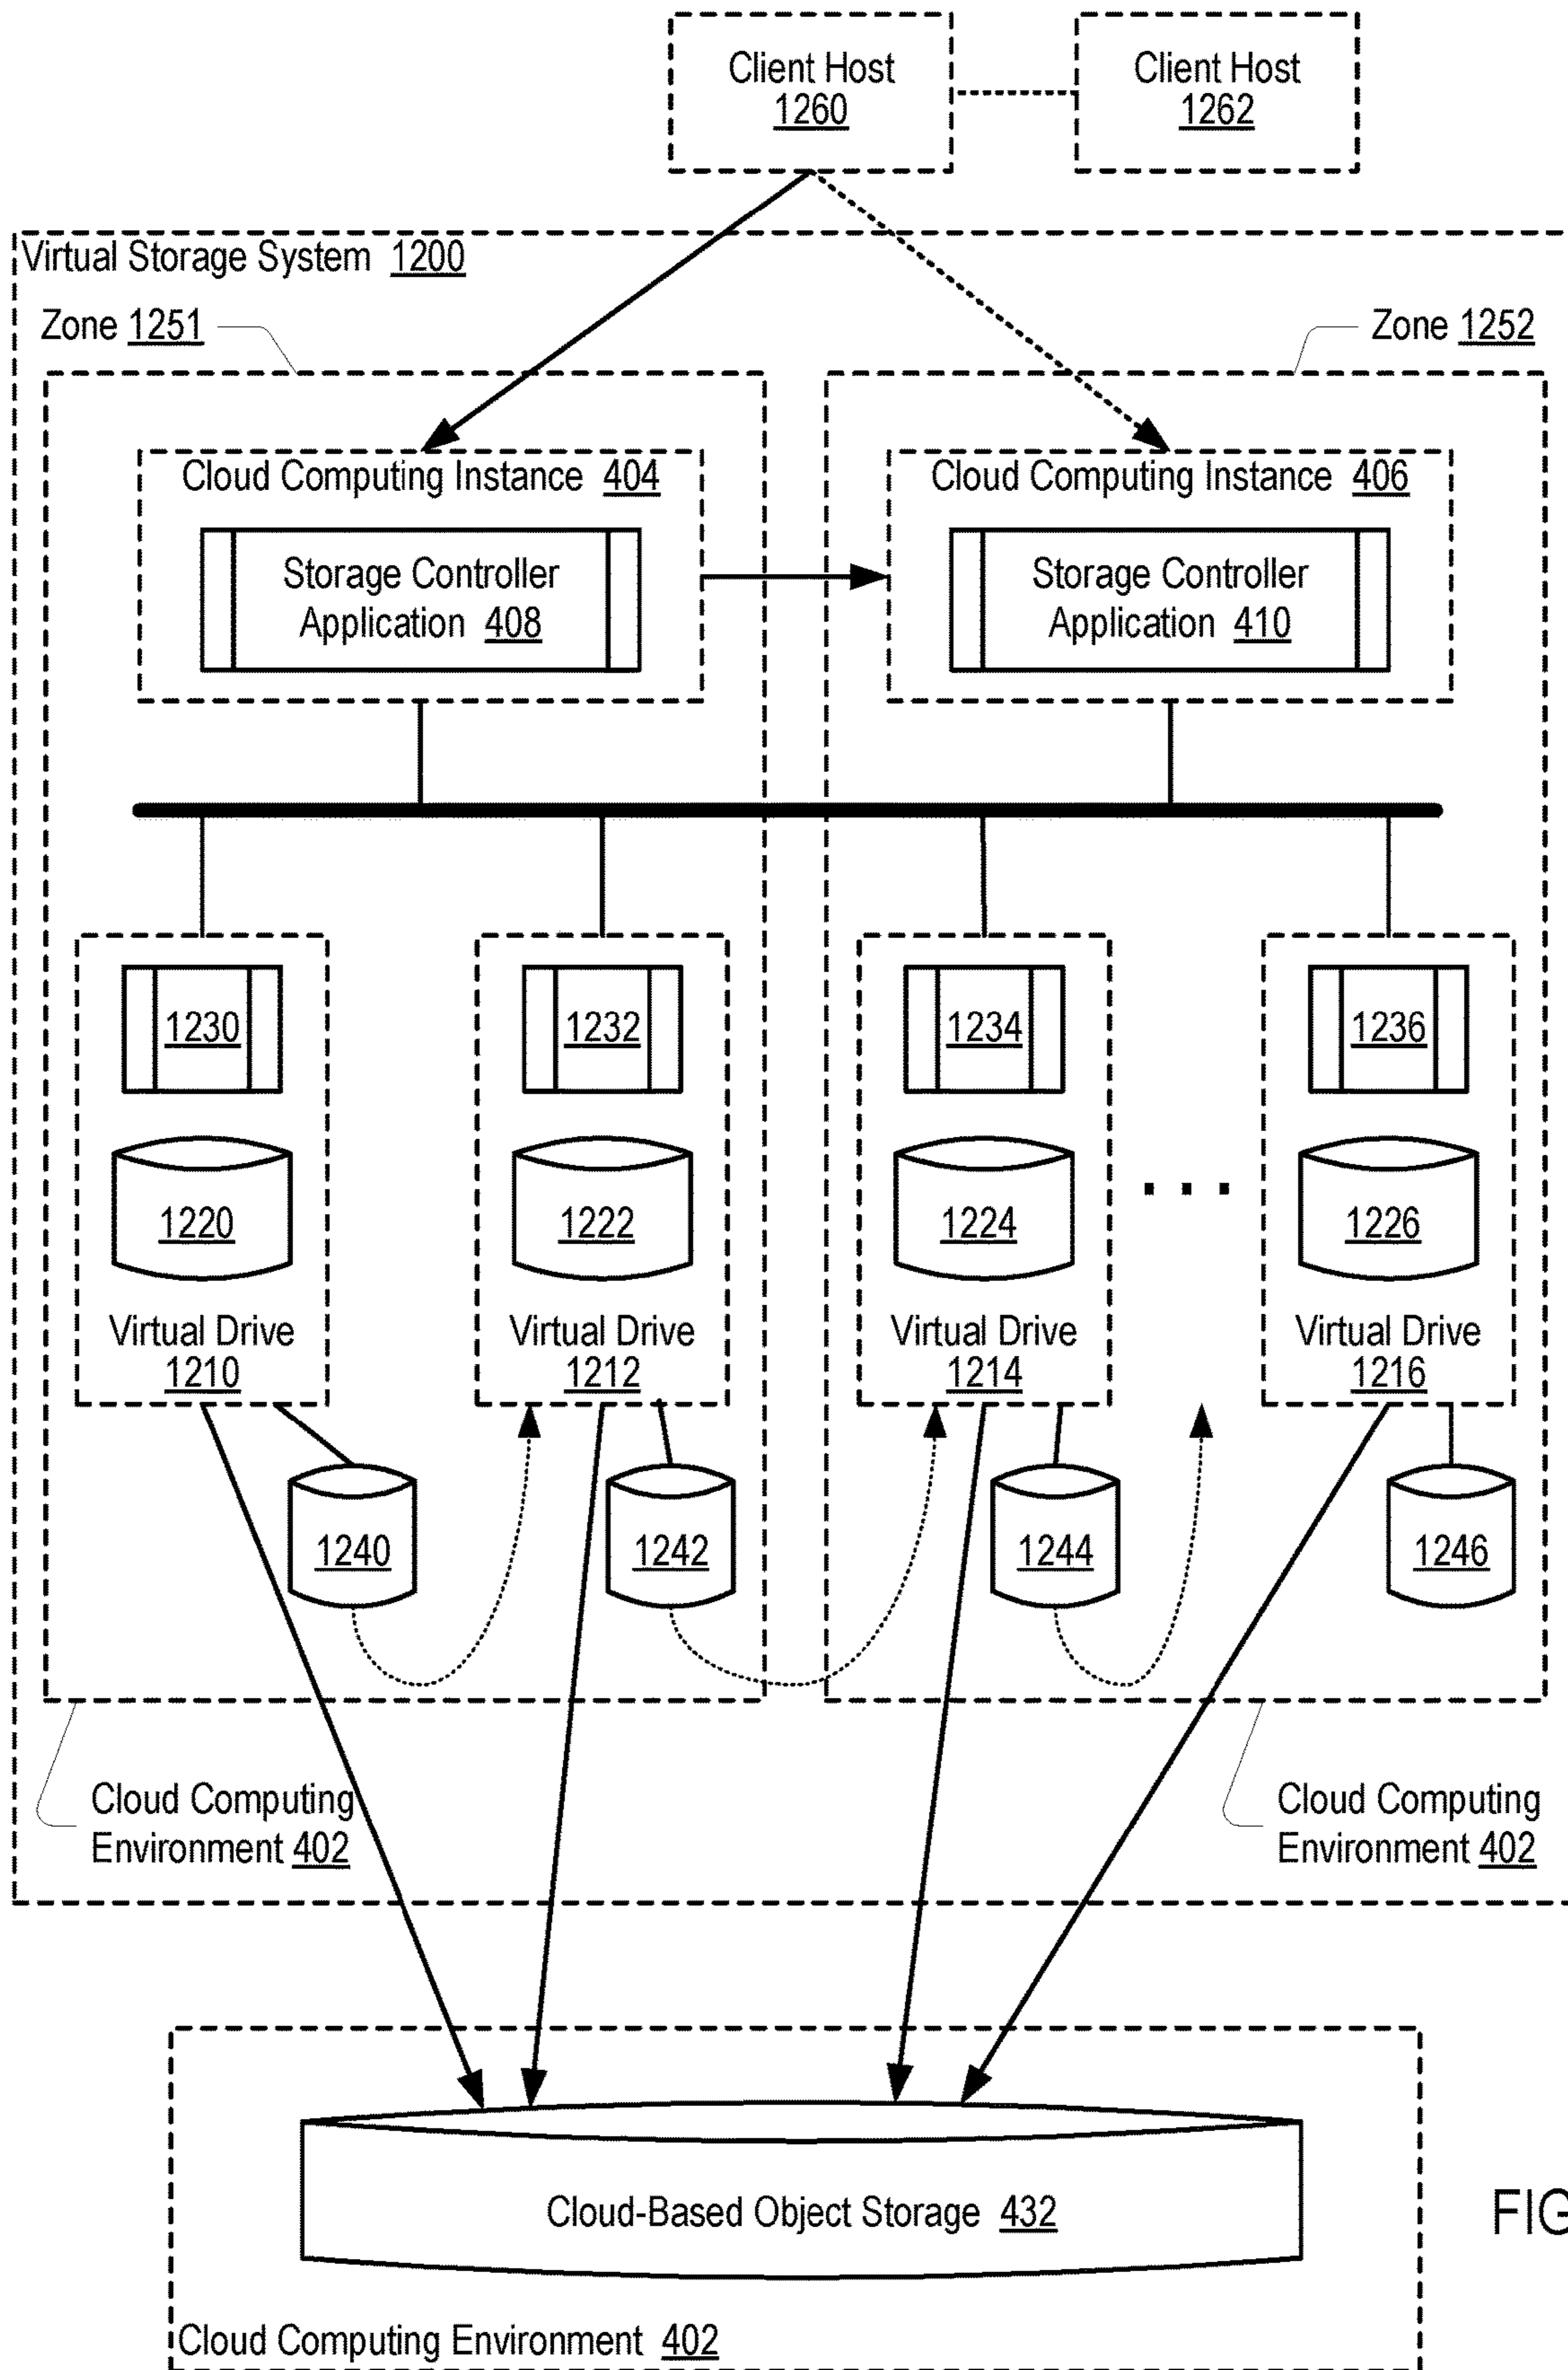 Client Host
1260
Client Host
1262
Virtual Storage System 1200
Zone 1251
Zone 1252
Cloud Computing Instance 404
Storage Controller
Application 408
Cloud Computing Instance 406
Storage Controller
Application 410
1230
1232
1234
1236
1220
1222
1224
1226
Virtual Drive
1210
Virtual Drive
1212
Virtual Drive
1214
Virtual Drive
1216
1240
1242
1244
1246
Cloud Computing
Environment 402
Cloud Computing
Environment 402
Cloud-Based Object Storage 432
FIG
Cloud Computing Environment 402